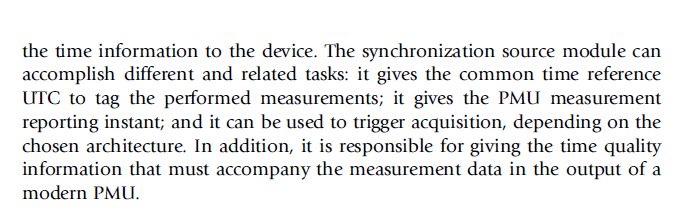 the time information to the device. The synchronization source module can
accomplish different and related tasks: it gives the common time reference
UTC to tag the performed measurements; it gives the PMU measurement
reporting instant; and it can be used to trigger acquisition, depending on the
chosen architecture. In addition, it is responsible for giving the time quality
information that must accompany the measurement data in the output of a
modern PMU.